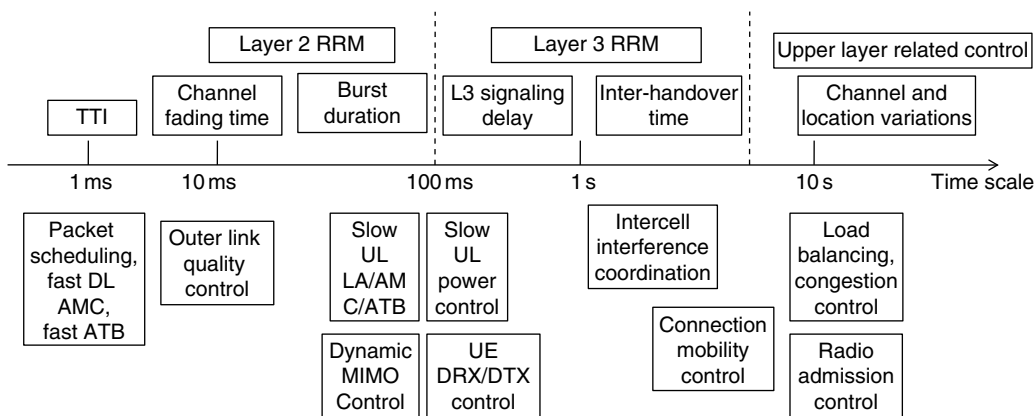 Layer 2 RRM
Layer 3 RRM
Upper layer related control
TTI
Channel
fading time
Burst
duration
L3 signaling
delay
Inter-handover
time
Channel and
location variations
1 ms
10 ms
100 ms
1 s
10 s
Time scale
Packet
scheduling,
fast DL
AMC,
fast ATB
Outer link
quality
control
Slow
UL
LA/AM
C/ATB
Slow
UL
power
control
Intercell
interference
coordination
Load
balancing,
congestion
control
Dynamic
MIMO
Control
UE
DRX/DTX
control
Connection
mobility
control
Radio
admission
control